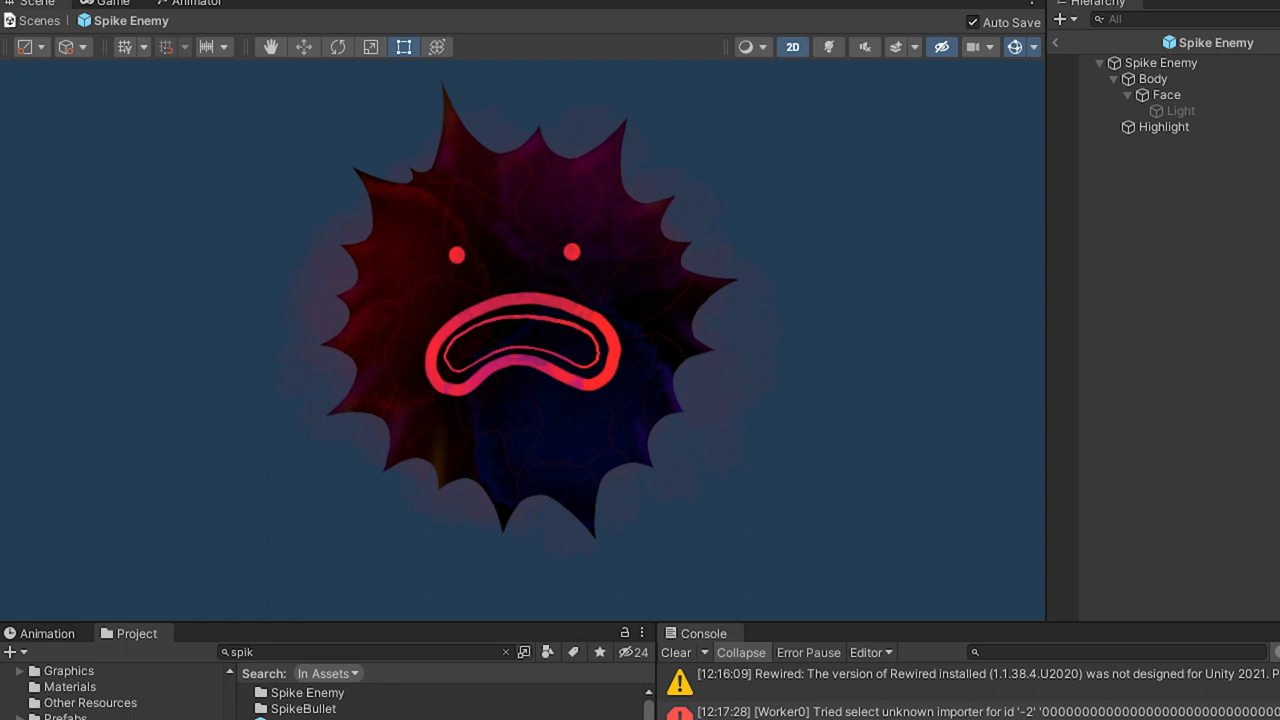 Scene Game Animator Hierarchy
Scenes Spike Enemy Auto Save
All
2D
Spike Enemy
Spike Enemy
Body
Face
Light
Highlight
Animation Project Console
spik 24 Clear Collapse Error Pause Editor
Graphics Search: In Assets
Materials Spike Enemy
Other Resources SpikeBullet
Prefabs
[12:16:09] Rewired: The version of Rewired installed (1.1.38.4.U2020) was not designed for Unity 2021. P
[12:17:28] [Worker0] Tried select unknown importer for id '-2' '00000000000000000000000000